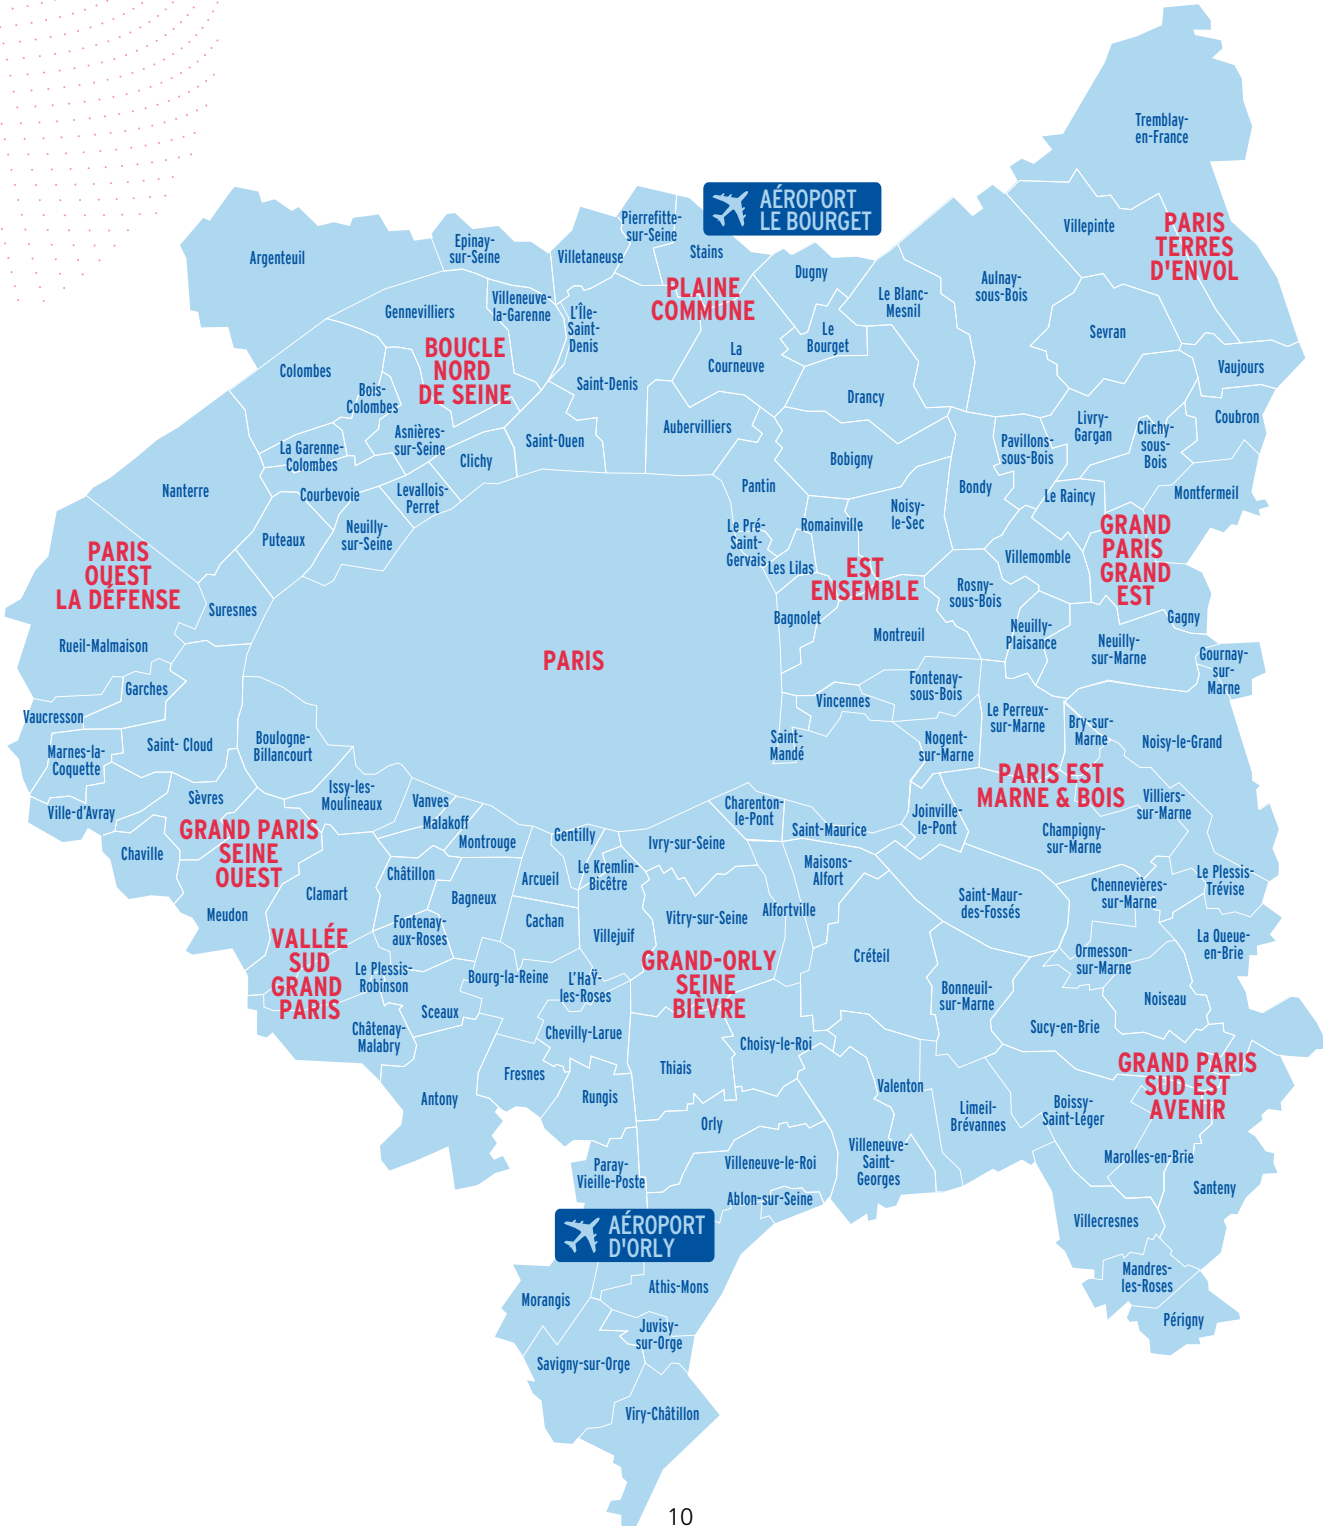 Tremblay-
en-France
AÉROPORT
LE BOURGET
Pierrefitte-
sur-Seine
Villepinte
PARIS
TERRES
D'ENVOL
Argenteuil
Epinay-
sur-Seine
Villetaneuse
Stains
Dugny
Aulnay-
sous-Bois
PLAINE
COMMUNE
Le Blanc-
Mesnil
Gennevilliers
Villeneuve-
la-Garenne
L'Île-
Saint-
Denis
Le
Bourget
Sevran
BOUCLE
NORD
DE SEINE
La
Courneuve
Vaujours
Colombes
Bois-
Colombes
Saint-Denis
Drancy
Livry-
Gargan
Coubron
Clichy-
sous-
Bois
Asnières-
sur-Seine
Saint-Ouen
Aubervilliers
Pavillons-
sous-Bois
La Garenne-
Colombes
Clichy
Bobigny
Nanterre
Courbevoie
Levallois-
Perret
Pantin
Bondy
Le Raincy
Montfermeil
Noisy-
le-Sec
Puteaux
Neuilly-
sur-Seine
Le Pré-
Saint-
Gervais
Romainville
GRAND
PARIS
GRAND
EST
PARIS
OUEST
LA DÉFENSE
Les Lilas
EST
ENSEMBLE
Villemomble
Suresnes
Rosny-
sous-Bois
Bagnolet
Gagny
Rueil-Malmaison
Montreuil
Neuilly-
Plaisance
Neuilly-
sur-Marne
PARIS
Gournay-
sur-
Marne
Garches
Fontenay-
sous-Bois
Vincennes
Vaucresson
Le Perreux-
sur-Marne
Bry-sur-
Marne
Marnes-la-
Coquette
Saint- Cloud
Boulogne-
Billancourt
Saint-
Mandé
Nogent-
sur-Marne
Noisy-le-Grand
PARIS EST
MARNE & BOIS
Sèvres
Issy-les-
Moulineaux
Vanves
Charenton-
le-Pont
Villiers-
sur-Marne
Ville-d'Avray
Malakoff
Joinville-
le-Pont
GRAND PARIS
SEINE
OUEST
Montrouge
Gentilly
Ivry-sur-Seine
Saint-Maurice
Champigny-
sur-Marne
Chaville
Châtillon
Arcueil
Le Kremlin-
Bicêtre
Maisons-
Alfort
Le Plessis-
Trévise
Clamart
Bagneux
Chennevières-
sur-Marne
Saint-Maur-
des-Fossés
Meudon
Fontenay-
aux-Roses
Cachan
Villejuif
Vitry-sur-Seine
Alfortville
La Queue-
en-Brie
VALLÉE
SUD
GRAND
PARIS
GRAND-ORLY
SEINE
BIÈVRE
Créteil
Ormesson-
sur-Marne
Le Plessis-
Robinson
Bourg-la-Reine
L'HaŸ-
les-Roses
Bonneuil-
sur-Marne
Noiseau
Sceaux
Châtenay-
Malabry
Chevilly-Larue
Choisy-le-Roi
Sucy-en-Brie
Fresnes
Thiais
GRAND PARIS
SUD EST
AVENIR
Antony
Rungis
Valenton
Limeil-
Brévannes
Boissy-
Saint-Léger
Orly
Villeneuve-
Saint-
Georges
Paray-
Vieille-Poste
Villeneuve-le-Roi
Marolles-en-Brie
Ablon-sur-Seine
Santeny
AÉROPORT
D'ORLY
Villecresnes
Mandres-
les-Roses
Athis-Mons
Morangis
Périgny
Juvisy-
sur-Orge
Savigny-sur-Orge
Viry-Châtillon
10